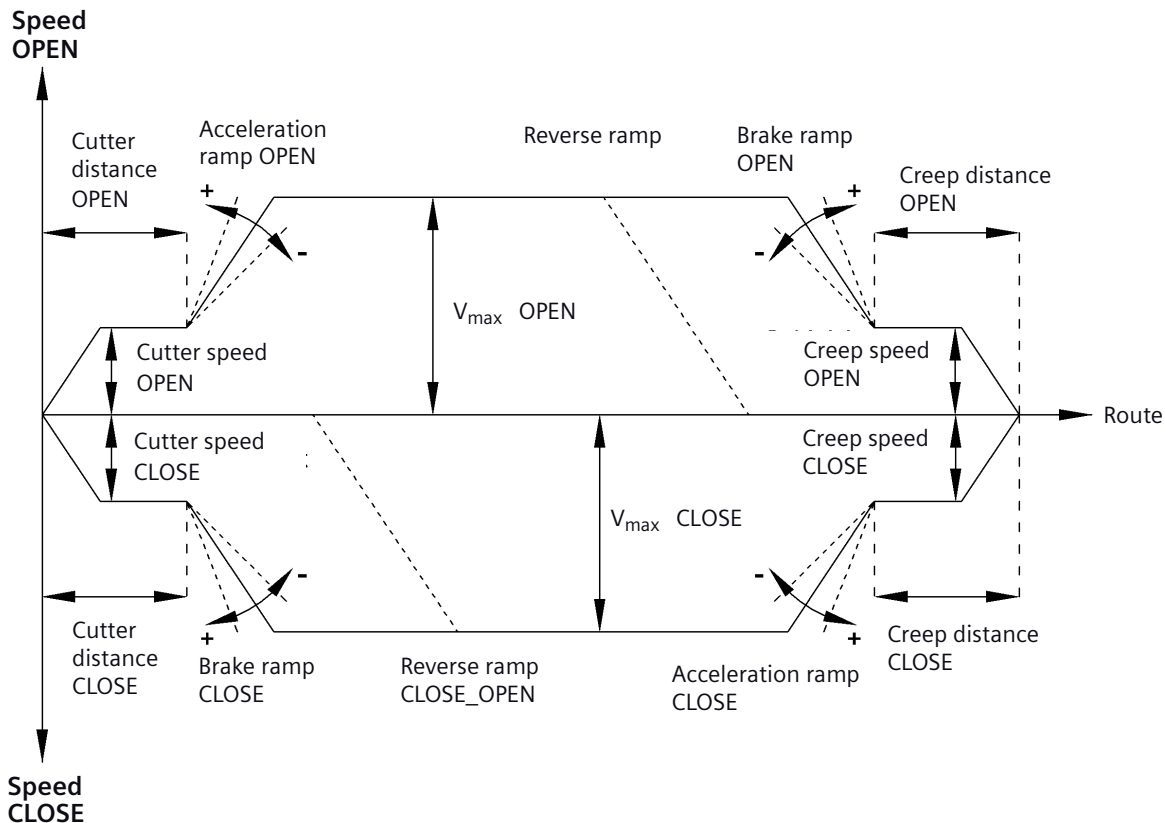 Speed
OPEN
Cutter
distance
OPEN
Acceleration
ramp OPEN
Reverse ramp
Brake ramp
OPEN
Creep distance
OPEN
+
-
+
-
Vmax OPEN
Cutter speed
OPEN
Creep speed
OPEN
Route
Cutter speed
CLOSE
Creep speed
CLOSE
Vmax CLOSE
-
+
-
+
Cutter
distance
CLOSE
Brake ramp
CLOSE
Reverse ramp
CLOSE_OPEN
Acceleration ramp
CLOSE
Creep distance
CLOSE
Speed
CLOSE